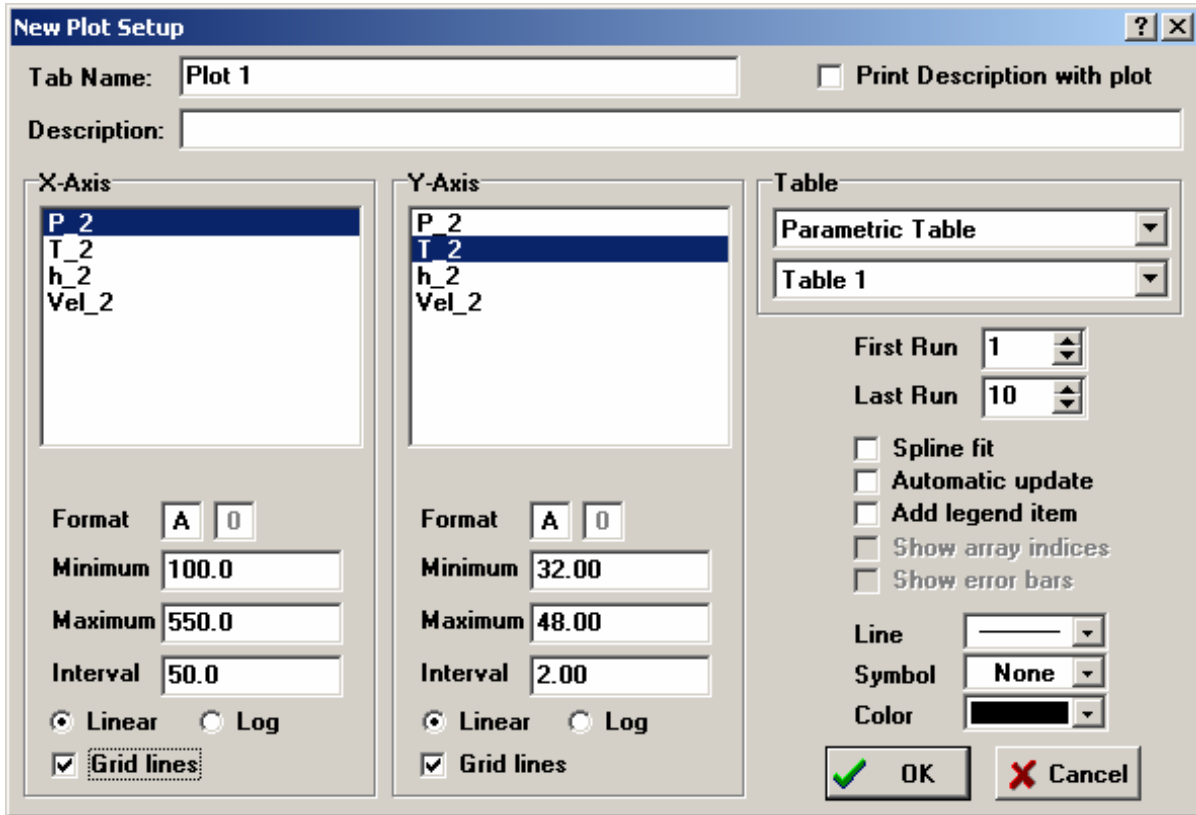 New Plot Setup
Tab Name: Plot 1
Print Description with plot
Description:
X-Axis
P_2
T_2
h_2
Vel_2
Format A 0
Minimum 100.0
Maximum 550.0
Interval 50.0
Linear Log
Grid lines
Y-Axis
P_2
T_2
h_2
Vel_2
Format A 0
Minimum 32.00
Maximum 48.00
Interval 2.00
Linear Log
Grid lines
Table
Parametric Table
Table 1
First Run 1
Last Run 10
Spline fit
Automatic update
Add legend item
Show array indices
Show error bars
Line
Symbol None
Color
OK Cancel